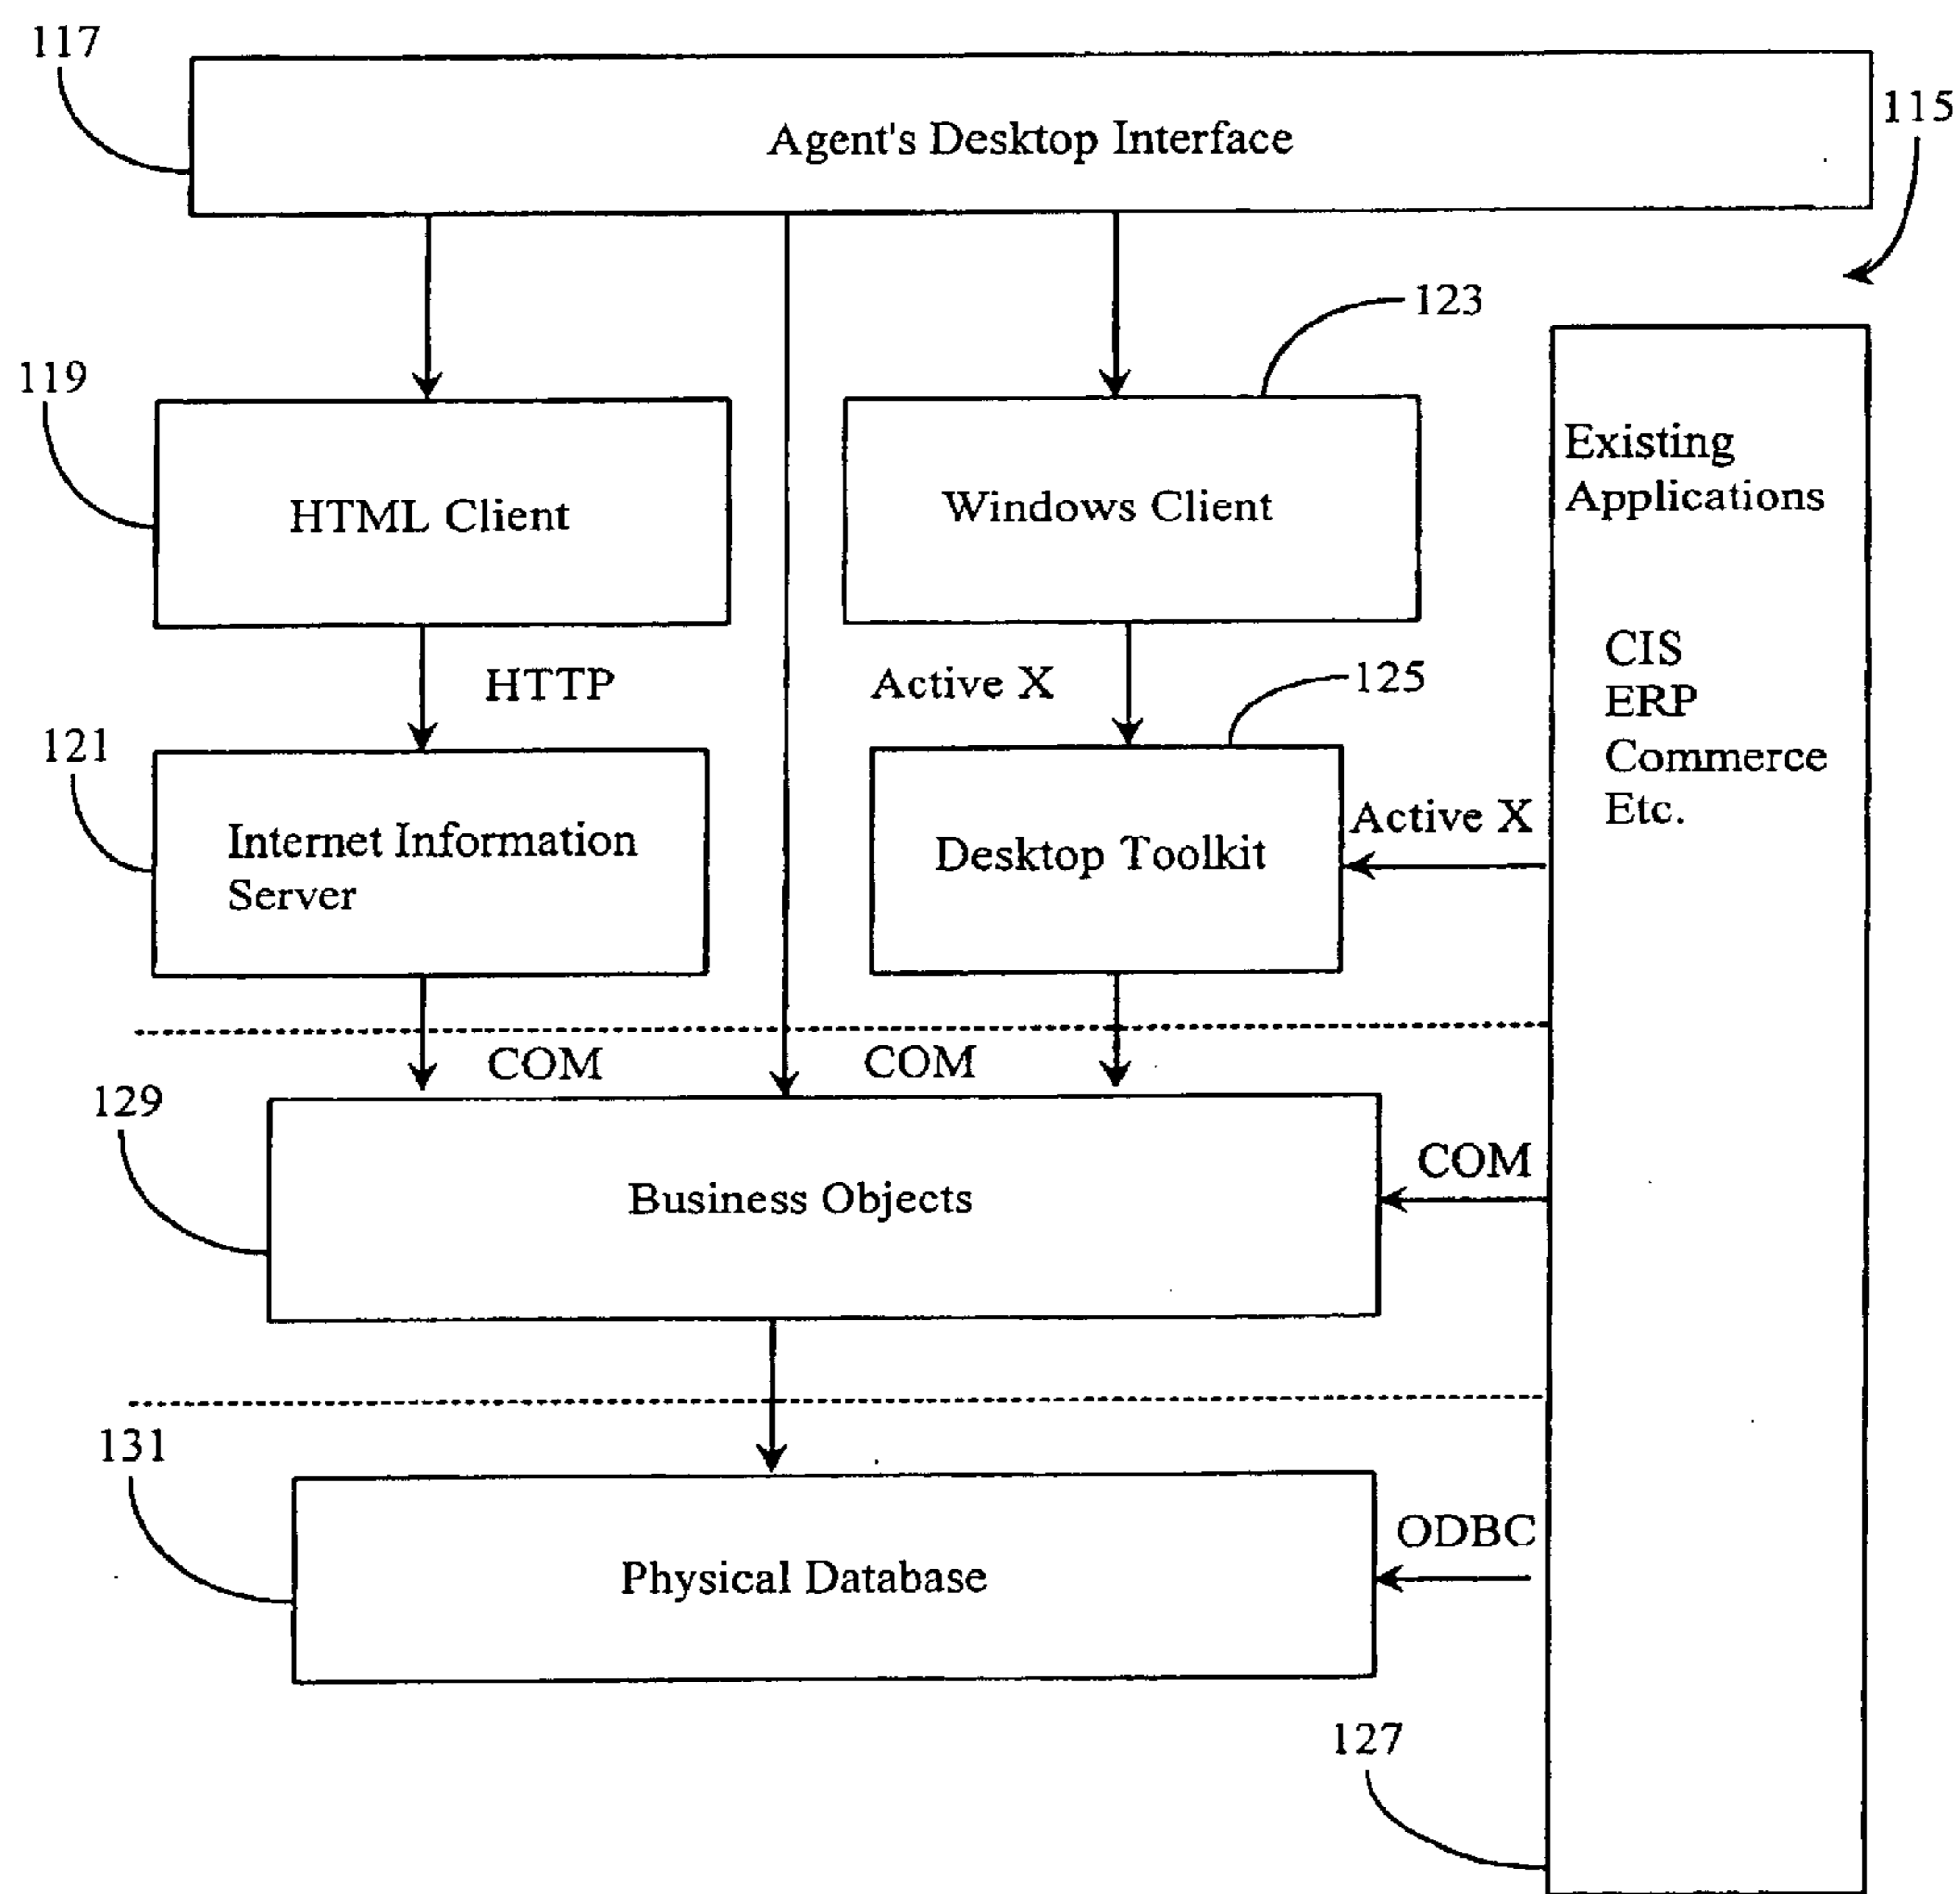 117
Agent's Desktop Interface
115
123
119
HTML Client
Windows Client
Existing
Applications
CIS
ERP
Commerce
Etc.
HTTP
Active X
125
121
Internet Information
Server
Desktop Toolkit
Active X
COM
COM
129
Business Objects
COM
131
Physical Database
ODBC
127